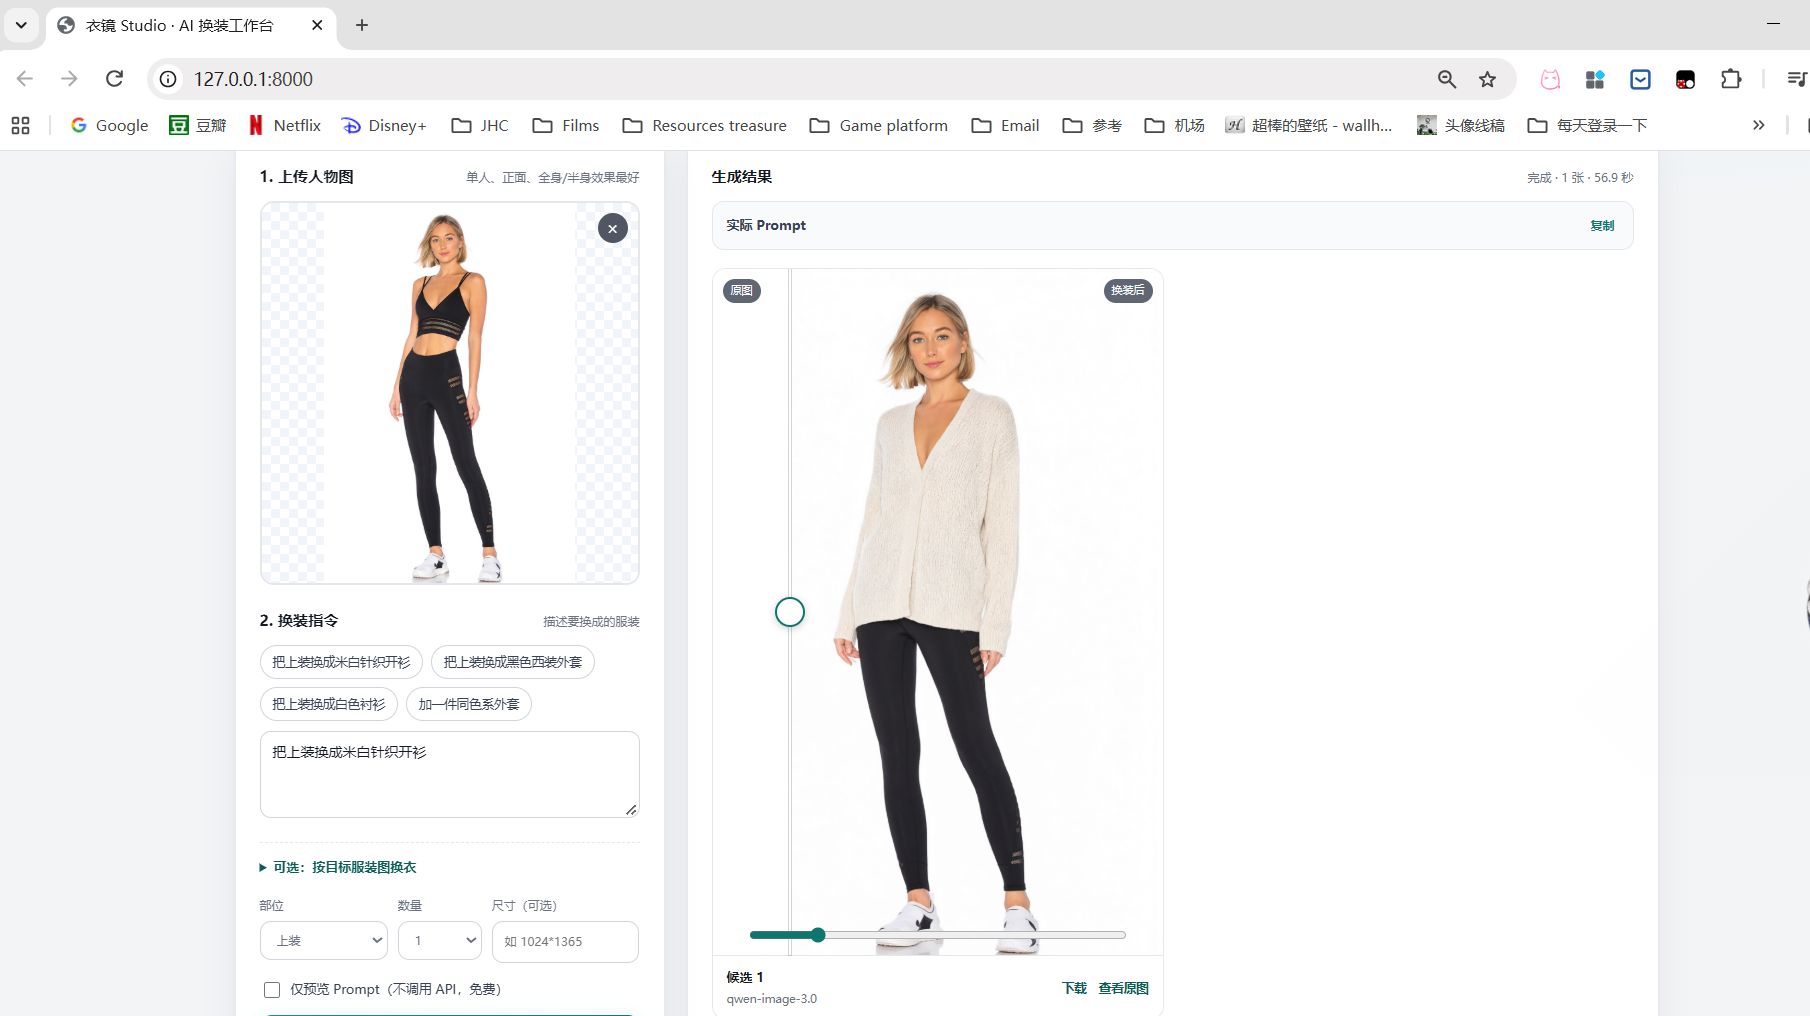 衣镜 Studio · AI 换装工作台
127.0.0.1:8000
Google 豆瓣 Netflix Disney+ JHC Films Resources treasure Game platform Email 参考 机场 超棒的壁纸 - wallh... 头像线稿 每天登录一下
1. 上传人物图
单人、正面、全身/半身效果最好
2. 换装指令
描述要换成的服装
把上装换成米白针织开衫
把上装换成黑色西装外套
把上装换成白色衬衫
加一件同色系外套
把上装换成米白针织开衫
可选：按目标服装图换衣
部位 数量 尺寸（可选）
上装 1 如 1024*1365
仅预览 Prompt（不调用 API，免费）
生成结果
完成 · 1 张 · 56.9 秒
实际 Prompt
复制
原图
换装后
候选 1
qwen-image-3.0
下载 查看原图